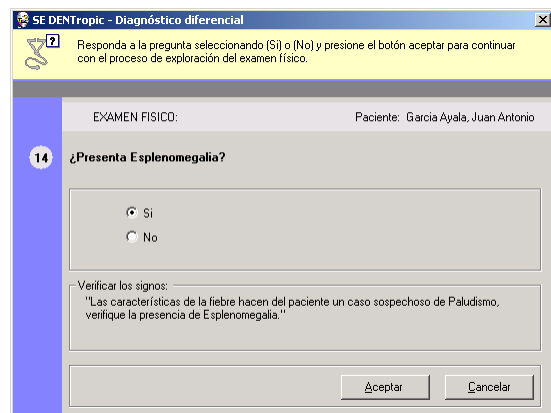 SE DENTropic - Diagnóstico diferencial
?
Responda a la pregunta seleccionando (Si) o (No) y presione el botón aceptar para continuar
con el proceso de exploración del examen físico.
EXAMEN FISICO: Paciente: Garcia Ayala, Juan Antonio
14 ¿Presenta Esplenomegalia?
Si
No
Verificar los signos:
"Las características de la fiebre hacen del paciente un caso sospechoso de Paludismo,
verifique la presencia de Esplenomegalia."
Aceptar Cancelar